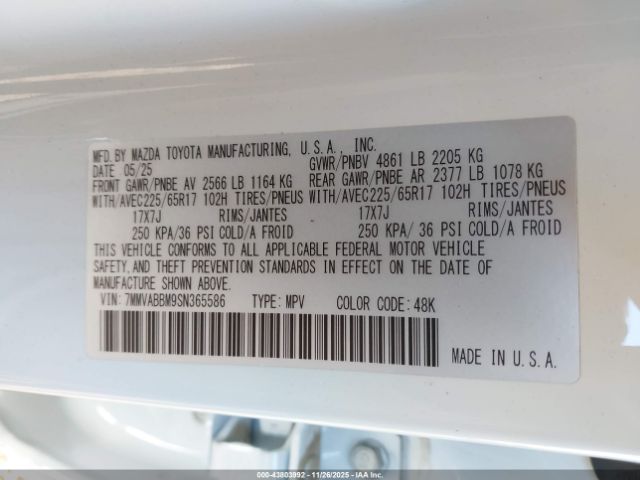 MFD. BY MAZDA TOYOTA MANUFACTURING, U.S.A., INC.
DATE 05/25 GVWR/PNBV 4861 LB 2205 KG
FRONT GAWR/PNBE AV 2566 LB 1164 KG REAR GAWR/PNBE AR 2377 LB 1078 KG
WITH/AVEC225/65R17 102H TIRES/PNEUS WITH/AVEC225/65R17 102H TIRES/PNEUS
17X7J RIMS/JANTES 17X7J RIMS/JANTES
250 KPA/36 PSI COLD/A FROID 250 KPA/36 PSI COLD/A FROID
THIS VEHICLE CONFORMS TO ALL APPLICABLE FEDERAL MOTOR VEHICLE
SAFETY, AND THEFT PREVENTION STANDARDS IN EFFECT ON THE DATE OF
MANUFACTURE SHOWN ABOVE.
VIN: 7MMVABBM9SN365586 TYPE: MPV COLOR CODE: 48K
MADE IN U.S.A.
000-43803992 - 11/26/2025 - IAA Inc.